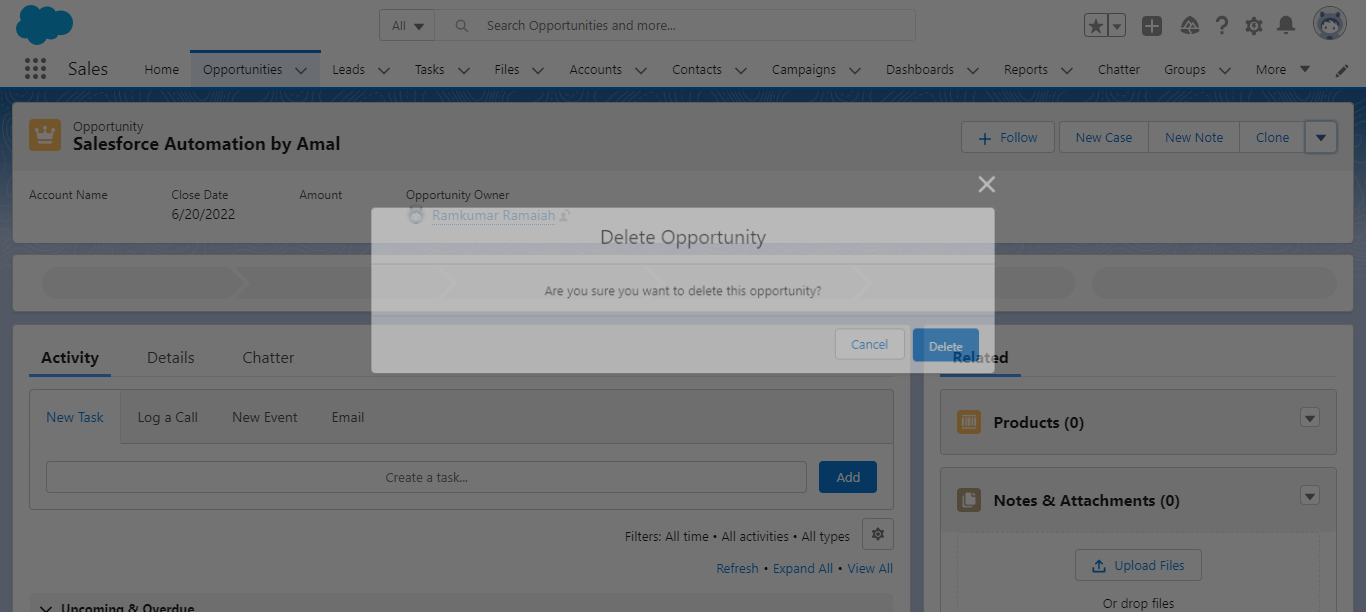 All
Search Opportunities and more...
Sales
Home
Opportunities
Leads
Tasks
Files
Accounts
Contacts
Campaigns
Dashboards
Reports
Chatter
Groups
More
Opportunity
Salesforce Automation by Amal
Follow
New Case
New Note
Clone
Account Name
Close Date
6/20/2022
Amount
Opportunity Owner
Ramkumar Ramaiah
Delete Opportunity
Are you sure you want to delete this opportunity?
Cancel
Delete
Activity
Details
Chatter
New Task
Log a Call
New Event
Email
Create a task...
Add
Filters: All time • All activities • All types
Refresh • Expand All • View All
Upcoming & Overdue
Related
Products (0)
Notes & Attachments (0)
Upload Files
Or drop files